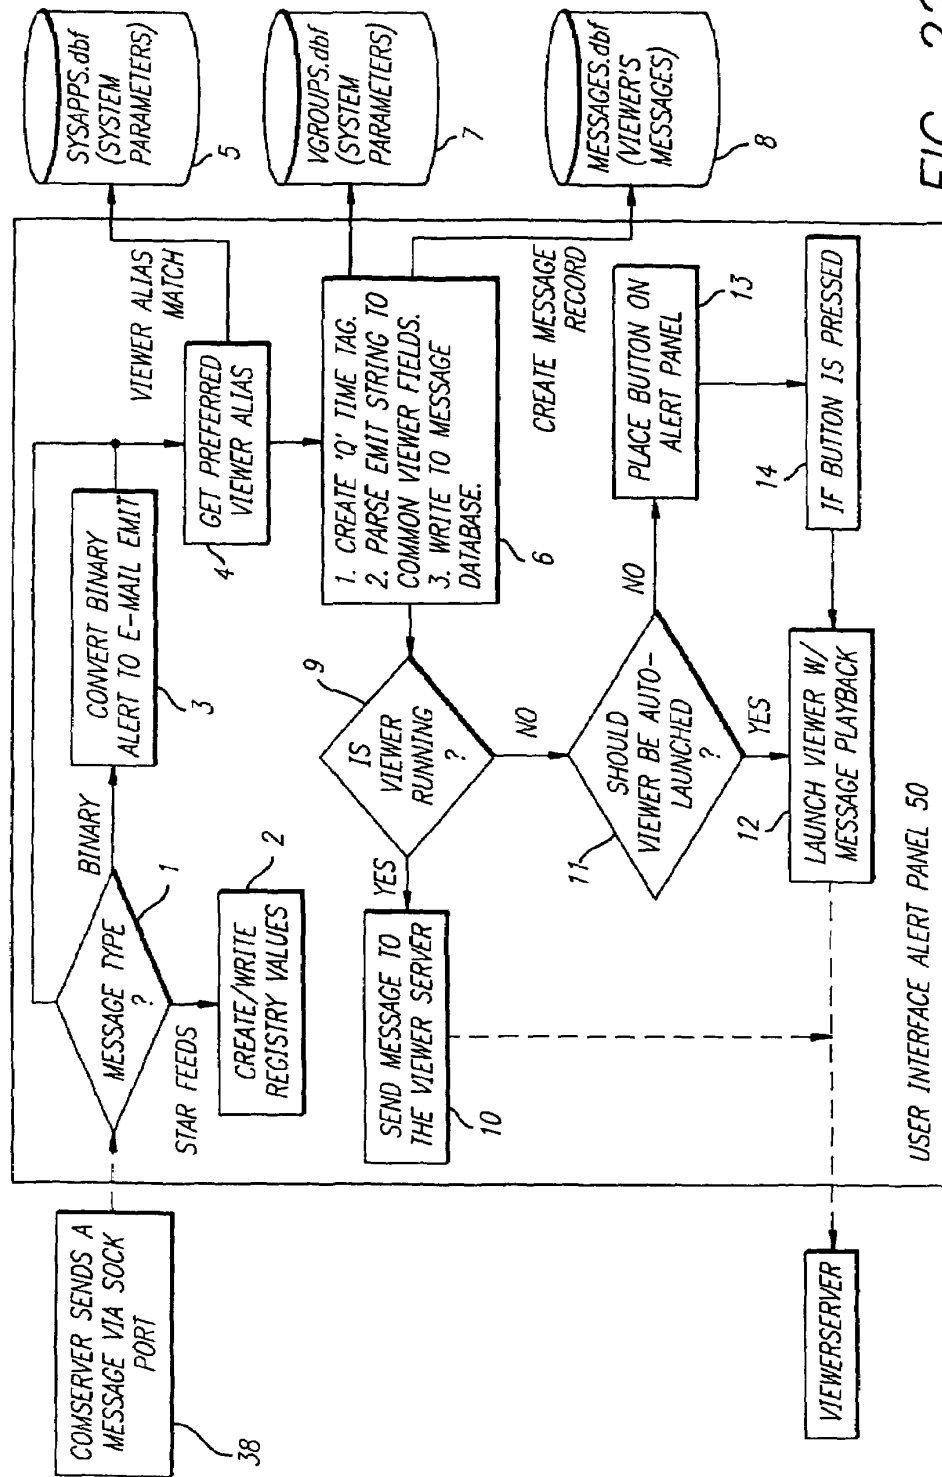 COMSERVER SENDS A
MESSAGE VIA SOCK
PORT
38
MESSAGE TYPE
?
1
BINARY
STAR FEEDS
CREATE/WRITE
REGISTRY VALUES
2
CONVERT BINARY
ALERT TO E-MAIL EMIT
3
GET PREFERRED
VIEWER ALIAS
4
VIEWER ALIAS
MATCH
SYSAPPS.dbf
(SYSTEM
PARAMETERS)
5
1. CREATE 'Q' TIME TAG.
2. PARSE EMIT STRING TO
COMMON VIEWER FIELDS.
3. WRITE TO MESSAGE
DATABASE.
6
VGROUPS.dbf
(SYSTEM
PARAMETERS)
7
CREATE MESSAGE
RECORD
MESSAGES.dbf
(VIEWER'S
MESSAGES)
8
IS
VIEWER
RUNNING
?
9
YES
NO
SEND MESSAGE TO
THE VIEWER SERVER
10
SHOULD
VIEWER BE AUTO-
LAUNCHED
?
11
NO
YES
PLACE BUTTON ON
ALERT PANEL
13
IF BUTTON IS PRESSED
14
LAUNCH VIEWER W/
MESSAGE PLAYBACK
12
VIEWERSERVER
USER INTERFACE ALERT PANEL 50
FIG.